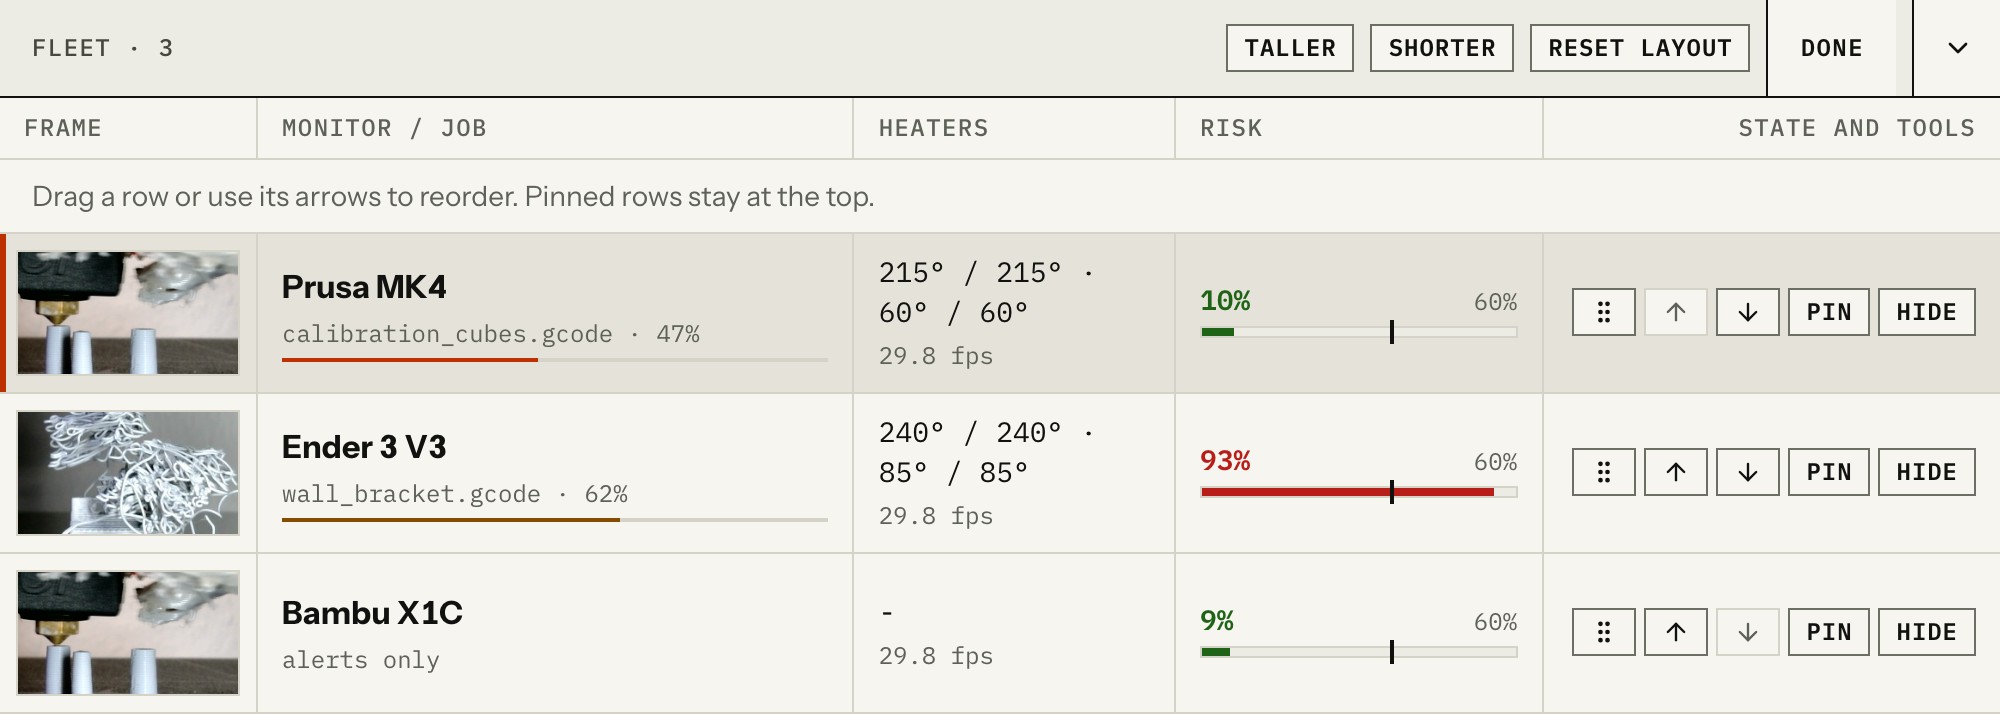 FLEET · 3
TALLER
SHORTER
RESET LAYOUT
DONE
FRAME
MONITOR / JOB
HEATERS
RISK
STATE AND TOOLS
Drag a row or use its arrows to reorder. Pinned rows stay at the top.
Prusa MK4
calibration_cubes.gcode · 47%
215° / 215° ·
60° / 60°
29.8 fps
10%
60%
PIN
HIDE
Ender 3 V3
wall_bracket.gcode · 62%
240° / 240° ·
85° / 85°
29.8 fps
93%
60%
PIN
HIDE
Bambu X1C
alerts only
-
29.8 fps
9%
60%
PIN
HIDE